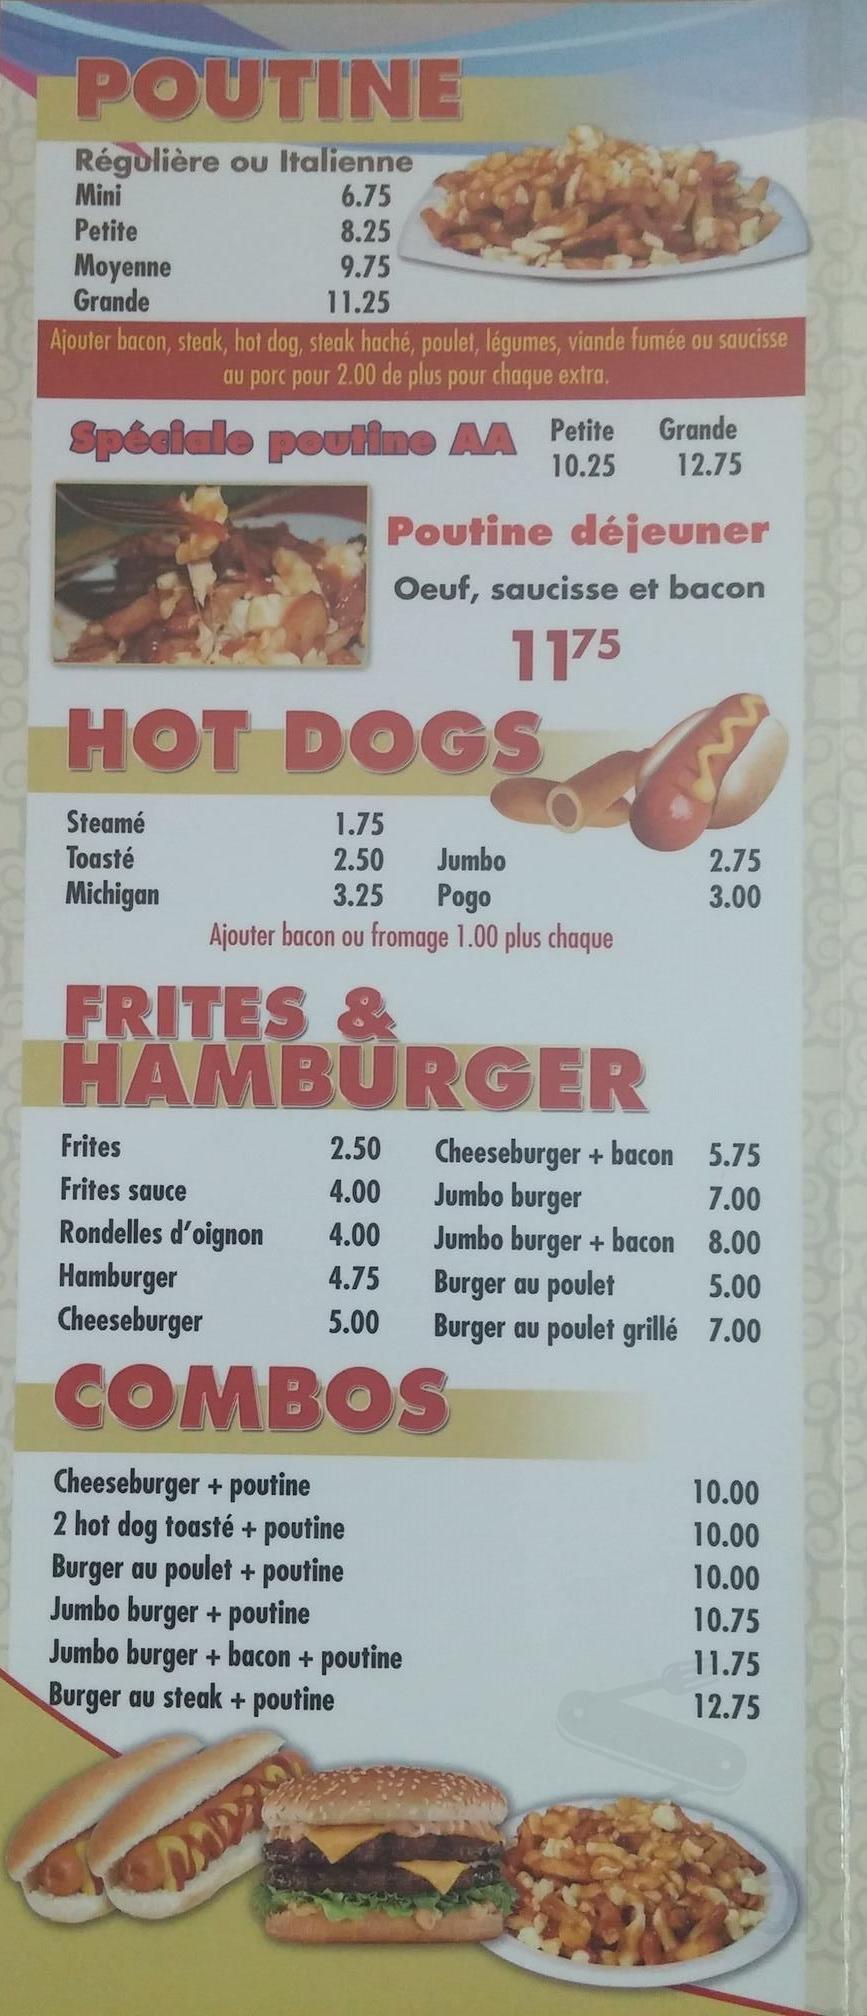 POUTINE
Régulière ou Italienne
Mini 6.75
Petite 8.25
Moyenne 9.75
Grande 11.25
Ajouter bacon, steak, hot dog, steak haché, poulet, légumes, viande fumée ou saucisse
au porc pour 2.00 de plus pour chaque extra.
Spéciale poutine AA Petite Grande
10.25 12.75
Poutine déjeuner
Oeuf, saucisse et bacon
11 75
HOT DOGS
Steamé 1.75
Toasté 2.50 Jumbo 2.75
Michigan 3.25 Pogo 3.00
Ajouter bacon ou fromage 1.00 plus chaque
FRITES &
HAMBURGER
Frites 2.50 Cheeseburger + bacon 5.75
Frites sauce 4.00 Jumbo burger 7.00
Rondelles d'oignon 4.00 Jumbo burger + bacon 8.00
Hamburger 4.75 Burger au poulet 5.00
Cheeseburger 5.00 Burger au poulet grillé 7.00
COMBOS
Cheeseburger + poutine 10.00
2 hot dog toasté + poutine 10.00
Burger au poulet + poutine 10.00
Jumbo burger + poutine 10.75
Jumbo burger + bacon + poutine 11.75
Burger au steak + poutine 12.75